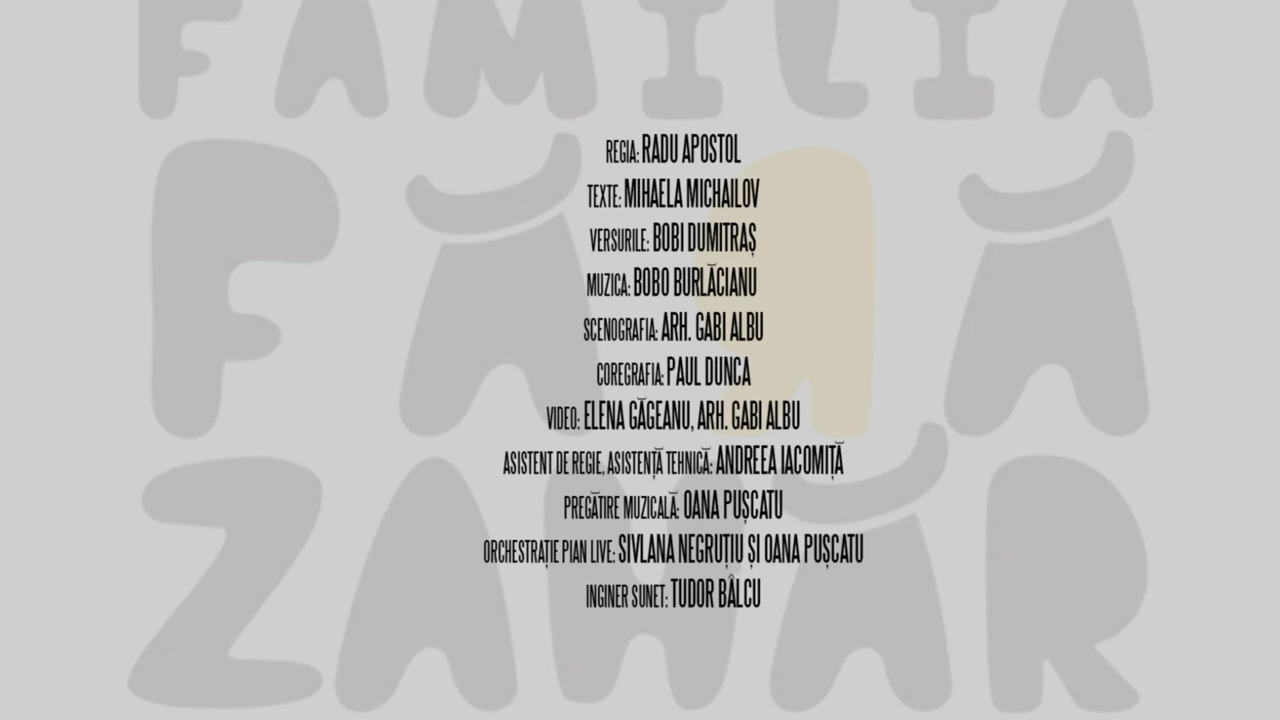 FAMILIA
FĂRĂ
ZAHĂR
REGIA: RADU APOSTOL
TEXTE: MIHAELA MICHAILOV
VERSURILE: BOBI DUMITRAȘ
MUZICA: BOBO BURLĂCIANU
SCENOGRAFIA: ARH. GABI ALBU
COREGRAFIA: PAUL DUNCA
VIDEO: ELENA GĂGEANU, ARH. GABI ALBU
ASISTENT DE REGIE, ASISTENȚĂ TEHNICĂ: ANDREEA IACOMIȚĂ
PREGĂTIRE MUZICALĂ: OANA PUȘCATU
ORCHESTRAȚIE PIAN LIVE: SIVLANA NEGRUȚIU ȘI OANA PUȘCATU
INGINER SUNET: TUDOR BÂLCU